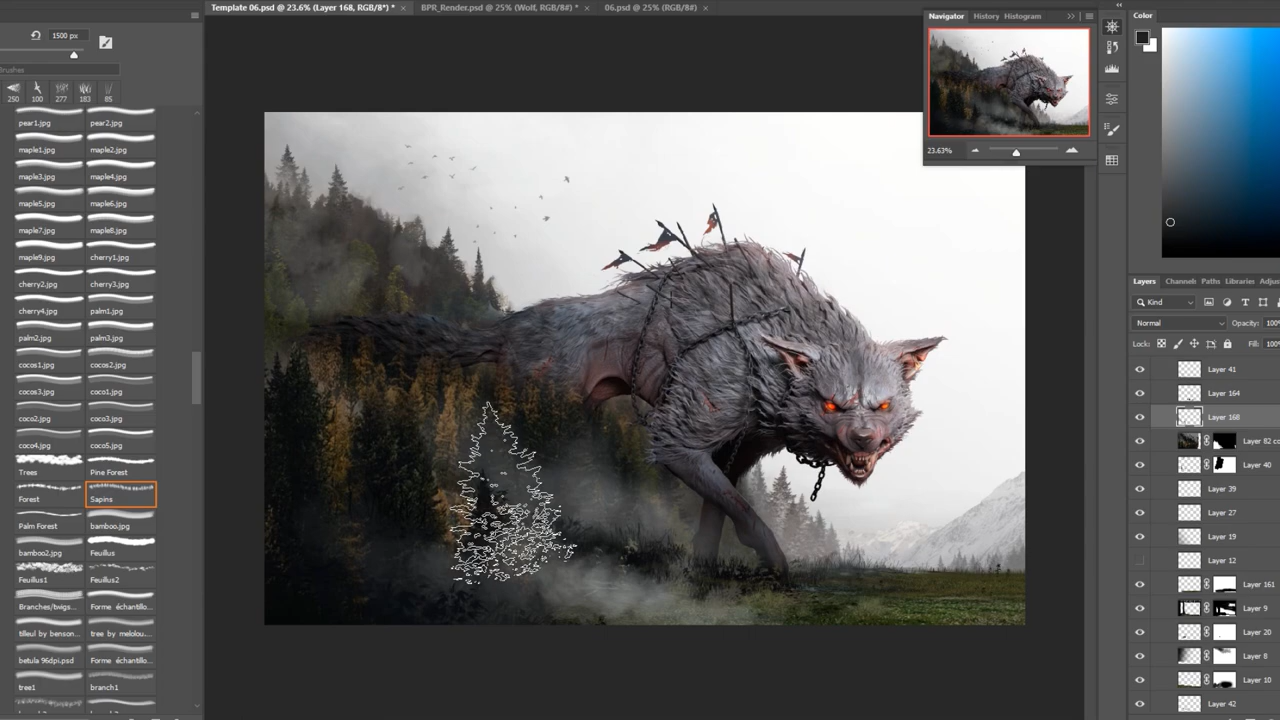 Template 06.psd @ 23.6% (Layer 168, RGB/8*) *
BPR_Render.psd @ 25% (Wolf, RGB/8#) *
06.psd @ 25% (RGB/8#)
1500 px
Brushes
250 100 277 183 85
pear1.jpg pear2.jpg
maple1.jpg maple2.jpg
maple3.jpg maple4.jpg
maple5.jpg maple6.jpg
maple7.jpg maple8.jpg
maple9.jpg cherry1.jpg
cherry2.jpg cherry3.jpg
cherry4.jpg palm1.jpg
palm2.jpg palm3.jpg
cocos1.jpg cocos2.jpg
cocos3.jpg coco1.jpg
coco2.jpg coco3.jpg
coco4.jpg coco5.jpg
Trees Pine Forest
Forest Sapins
Palm Forest bamboo.jpg
bamboo2.jpg Feuillus
Feuillus1 Feuillus2
Branches/twigs... Forme échantillo...
tilleul by benson... tree by melolou....
betula 96dpi.psd Forme échantillo...
tree1 branch1
Navigator History Histogram
23.63%
Color
Layers Channels Paths Libraries Adjus
Kind
Normal Opacity: 100%
Lock: Fill: 100%
Layer 41
Layer 164
Layer 168
Layer 82 co
Layer 40
Layer 39
Layer 27
Layer 19
Layer 12
Layer 161
Layer 9
Layer 20
Layer 8
Layer 10
Layer 42